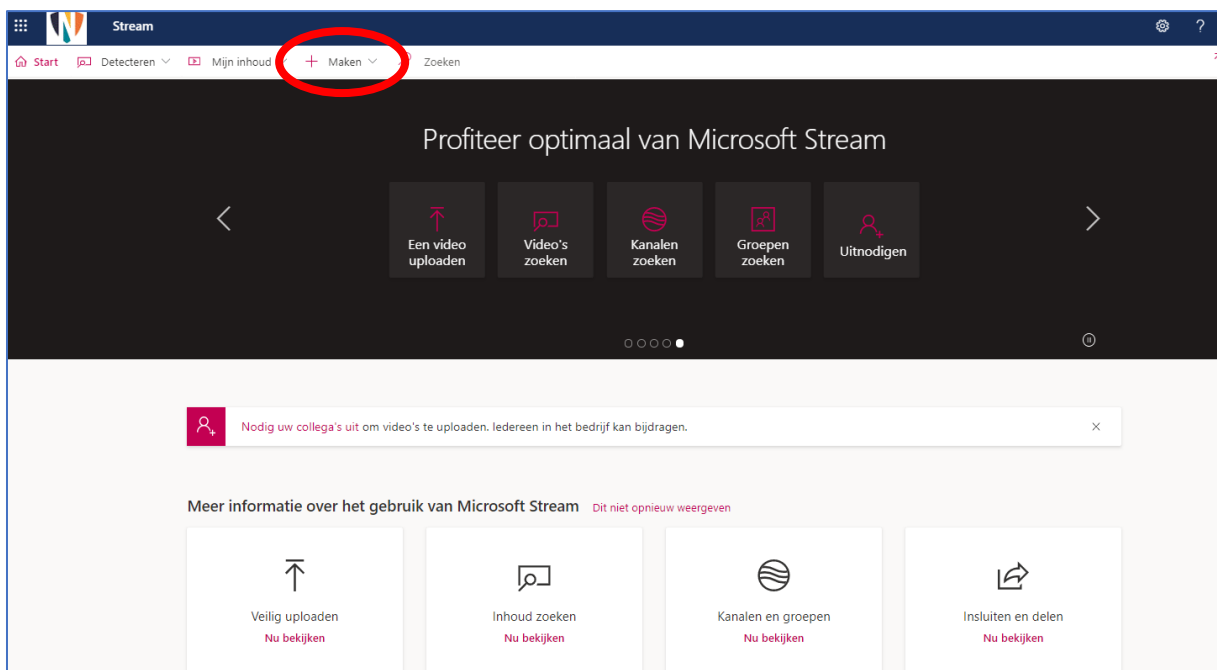 Stream
?
Start Detecteren Mijn inhoud + Maken Zoeken
Profiteer optimaal van Microsoft Stream
Een video
uploaden
Video's
zoeken
Kanalen
zoeken
Groepen
zoeken
Uitnodigen
Nodig uw collega's uit om video's te uploaden. Iedereen in het bedrijf kan bijdragen.
Meer informatie over het gebruik van Microsoft Stream Dit niet opnieuw weergeven
Veilig uploaden
Nu bekijken
Inhoud zoeken
Nu bekijken
Kanalen en groepen
Nu bekijken
Insluiten en delen
Nu bekijken